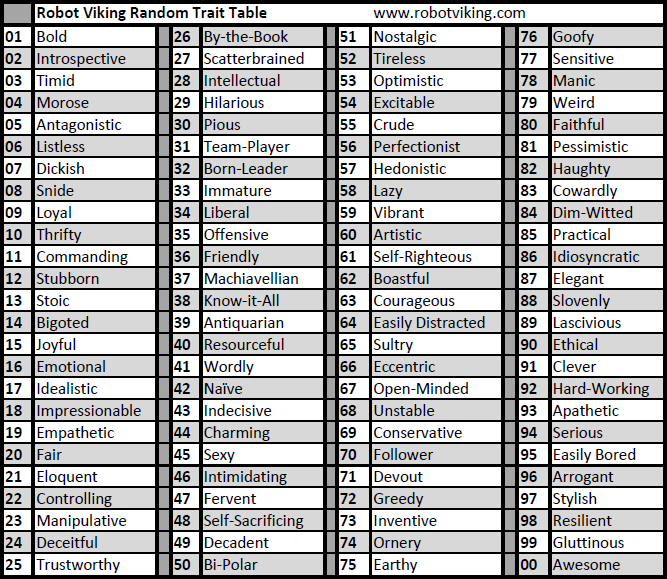 Robot Viking Random Trait Table www.robotviking.com
01 Bold 26 By-the-Book 51 Nostalgic 76 Goofy
02 Introspective 27 Scatterbrained 52 Tireless 77 Sensitive
03 Timid 28 Intellectual 53 Optimistic 78 Manic
04 Morose 29 Hilarious 54 Excitable 79 Weird
05 Antagonistic 30 Pious 55 Crude 80 Faithful
06 Listless 31 Team-Player 56 Perfectionist 81 Pessimistic
07 Dickish 32 Born-Leader 57 Hedonistic 82 Haughty
08 Snide 33 Immature 58 Lazy 83 Cowardly
09 Loyal 34 Liberal 59 Vibrant 84 Dim-Witted
10 Thrifty 35 Offensive 60 Artistic 85 Practical
11 Commanding 36 Friendly 61 Self-Righteous 86 Idiosyncratic
12 Stubborn 37 Machiavellian 62 Boastful 87 Elegant
13 Stoic 38 Know-it-All 63 Courageous 88 Slovenly
14 Bigoted 39 Antiquarian 64 Easily Distracted 89 Lascivious
15 Joyful 40 Resourceful 65 Sultry 90 Ethical
16 Emotional 41 Wordly 66 Eccentric 91 Clever
17 Idealistic 42 Naïve 67 Open-Minded 92 Hard-Working
18 Impressionable 43 Indecisive 68 Unstable 93 Apathetic
19 Empathetic 44 Charming 69 Conservative 94 Serious
20 Fair 45 Sexy 70 Follower 95 Easily Bored
21 Eloquent 46 Intimidating 71 Devout 96 Arrogant
22 Controlling 47 Fervent 72 Greedy 97 Stylish
23 Manipulative 48 Self-Sacrificing 73 Inventive 98 Resilient
24 Deceitful 49 Decadent 74 Ornery 99 Gluttinous
25 Trustworthy 50 Bi-Polar 75 Earthy 00 Awesome